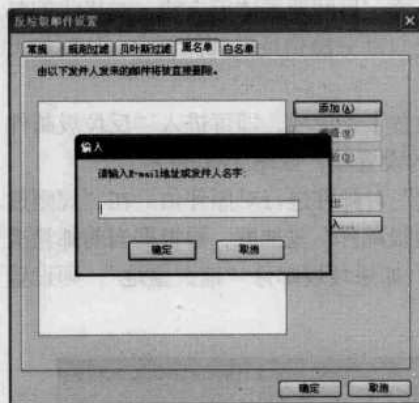 反垃圾邮件设置
常规 规则过滤 贝叶斯过滤 黑名单 白名单
由以下发件人发来的邮件将被直接删除。
添加(A)
输入
请输入E-mail地址或发件人名字:
出
入...
确定 取消
确定 取消